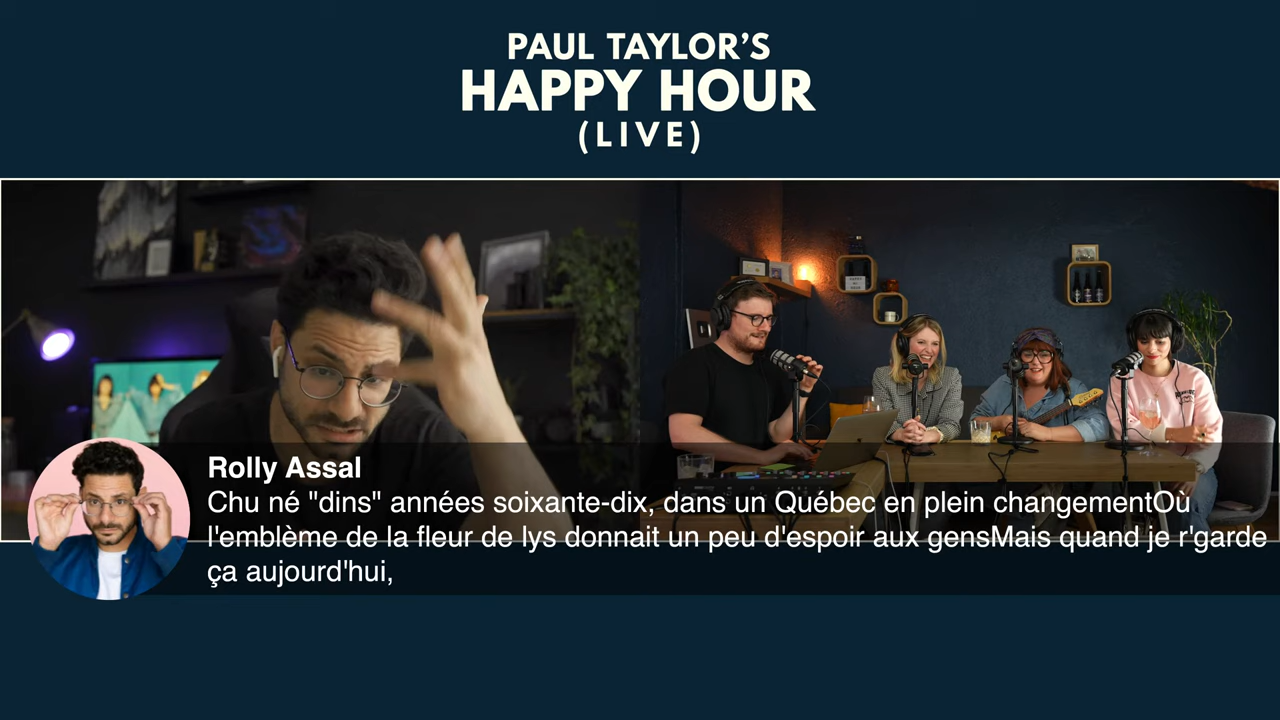 PAUL TAYLOR'S
HAPPY HOUR
(LIVE)
Rolly Assal
Chu né "dins" années soixante-dix, dans un Québec en plein changementOù
l'emblème de la fleur de lys donnait un peu d'espoir aux gensMais quand je r'garde
ça aujourd'hui,